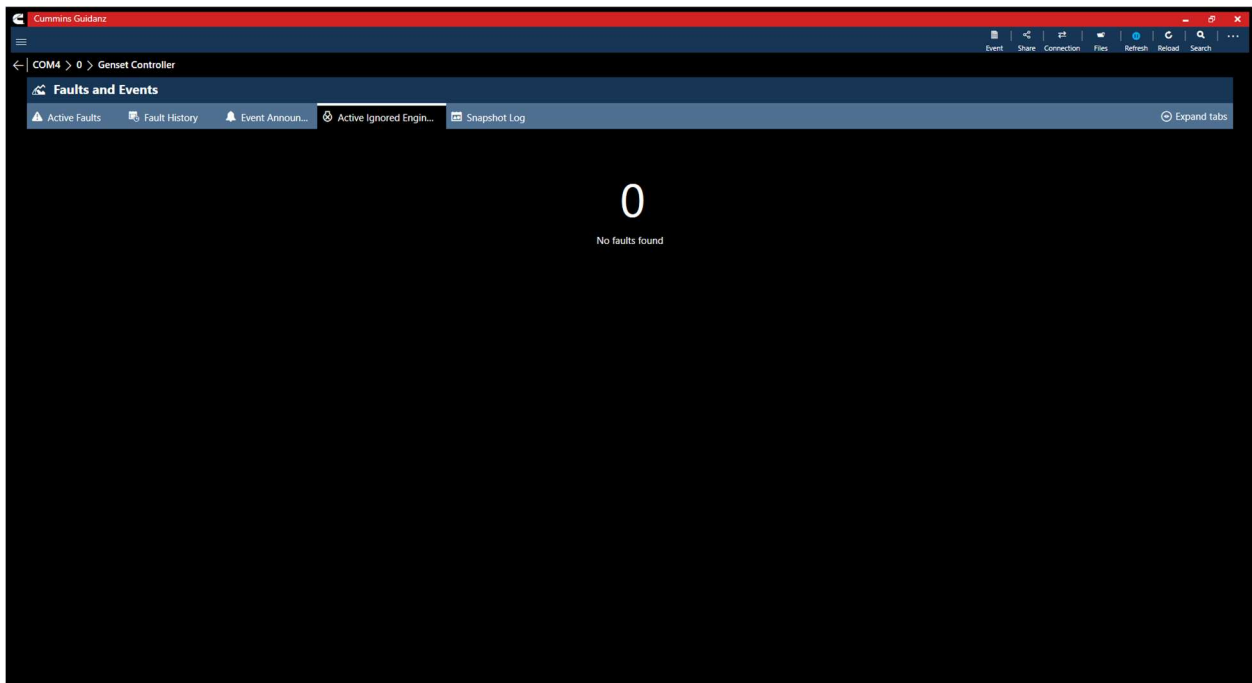 Cummins Guidanz
Event Share Connection Files Refresh Reload Search
COM4 > 0 > Genset Controller
Faults and Events
Active Faults Fault History Event Announ... Active Ignored Engin... Snapshot Log Expand tabs
0
No faults found